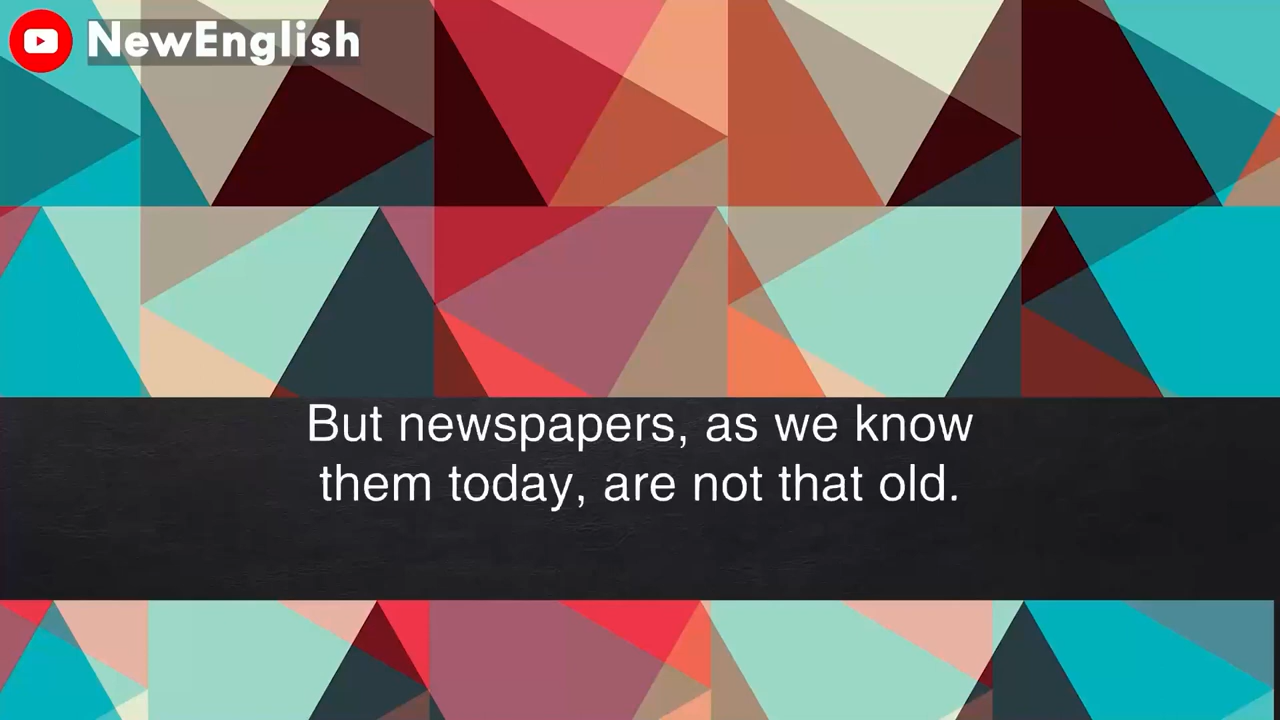 NewEnglish
But newspapers, as we know
them today, are not that old.